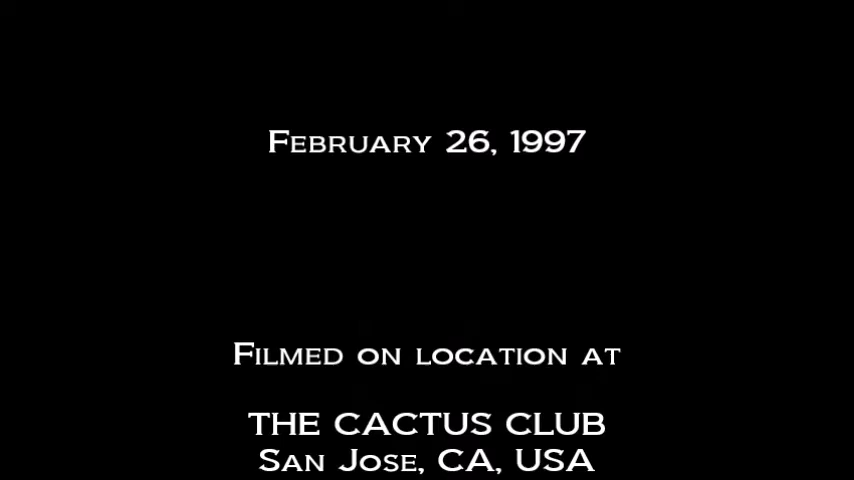 February 26, 1997
Filmed on location at
THE CACTUS CLUB
San Jose, CA, USA